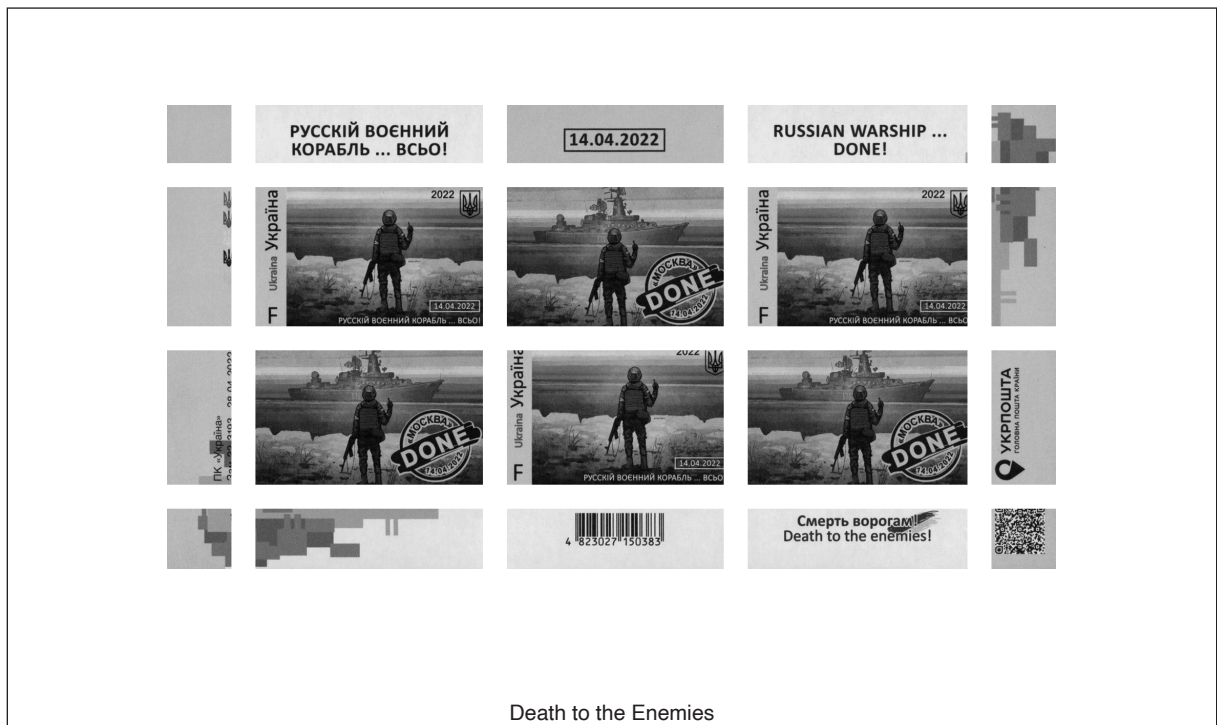 РУССКІЙ ВОЄННИЙ
КОРАБЛЬ ... ВСЬО!
14.04.2022
RUSSIAN WARSHIP ...
DONE!
Ukraina Україна
F
2022
14.04.2022
РУССКІЙ ВОЄННИЙ КОРАБЛЬ ... ВСЬО!
«МОСКВА»
DONE
14.04.2022
Ukraina Україна
F
2022
14.04.2022
РУССКІЙ ВОЄННИЙ КОРАБЛЬ ... ВСЬО
ПК «Україна»
28.04.2022
«МОСКВА»
DONE
14.04.2022
Ukraina Україна
F
2022
14.04.2022
РУССКІЙ ВОЄННИЙ КОРАБЛЬ ... ВСЬО
«МОСКВА»
DONE
14.04.2022
УКРПОШТА
ГОЛОВНА ПОШТА КРАЇНИ
4 823027 150383
Смерть ворогам!
Death to the enemies!
Death to the Enemies